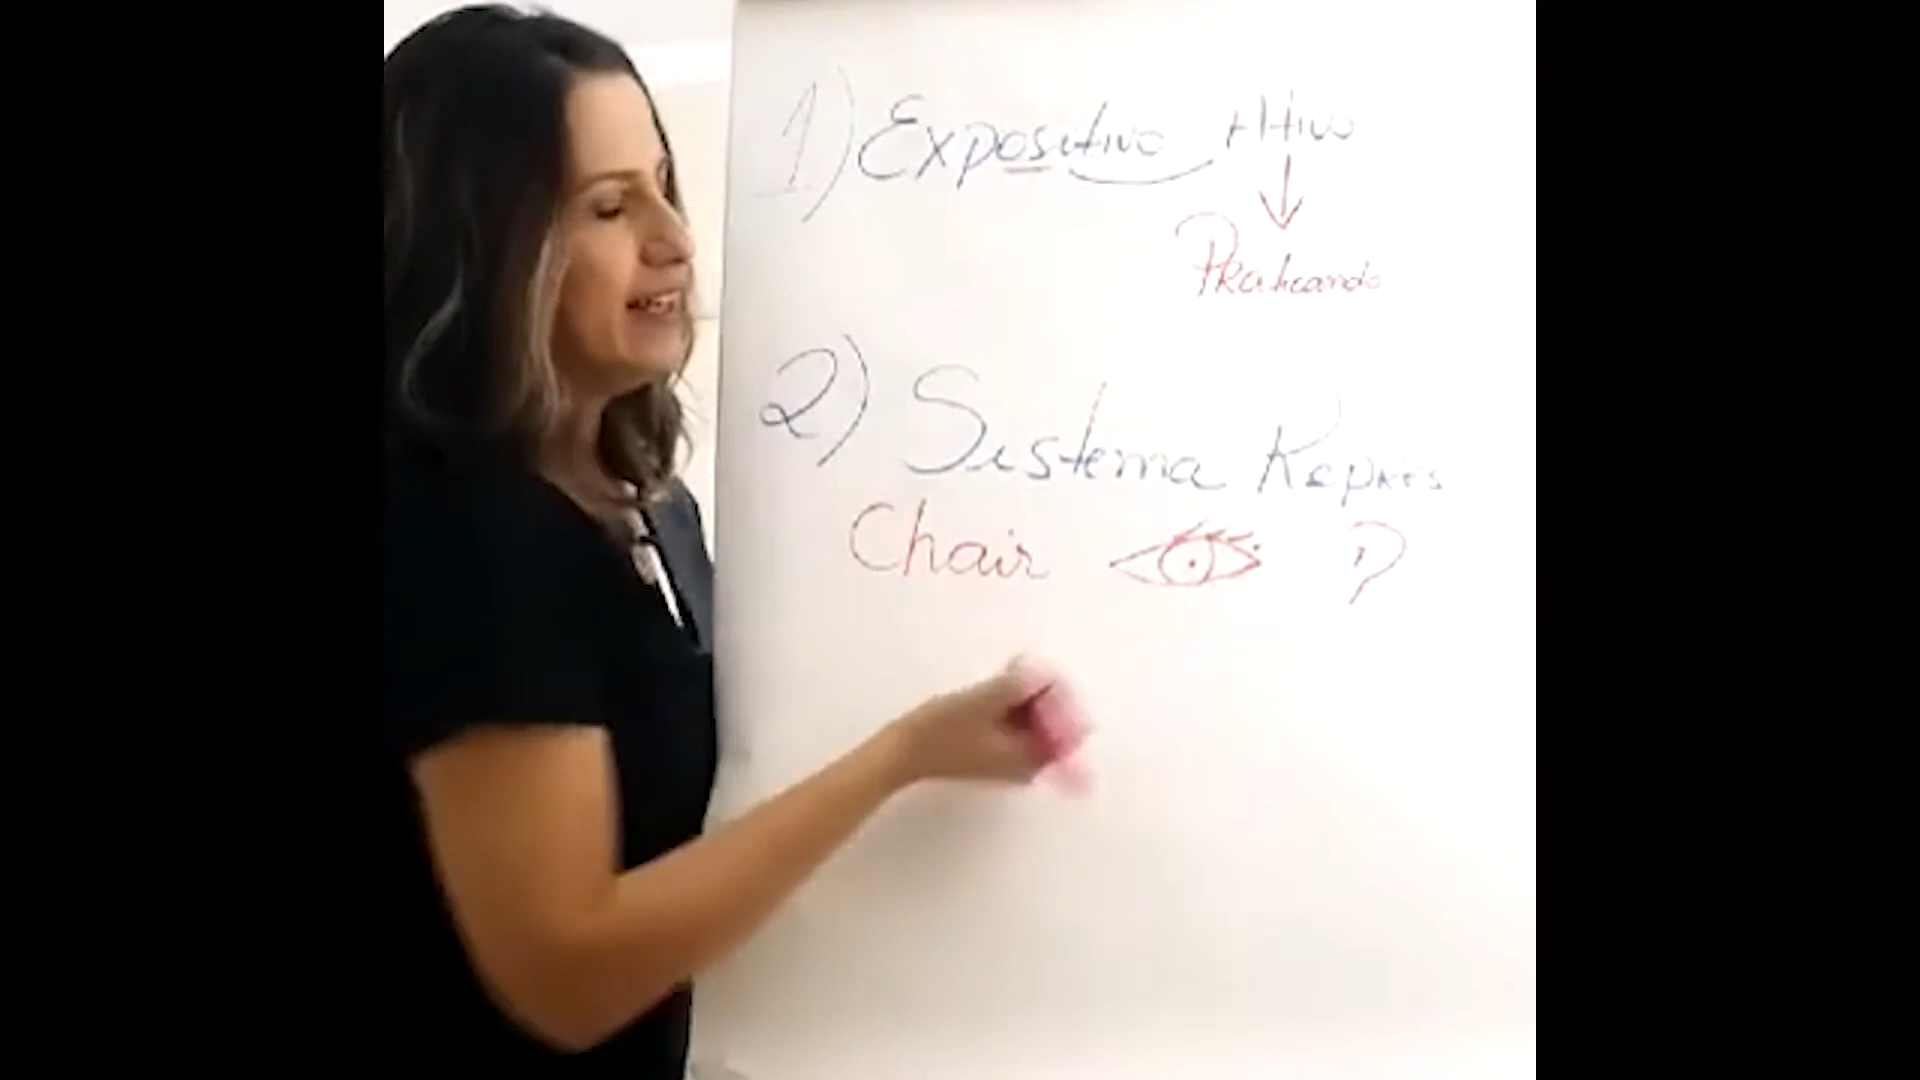 1) Expositivo Ativo
Praticando
2) Sistema Repres
Chair